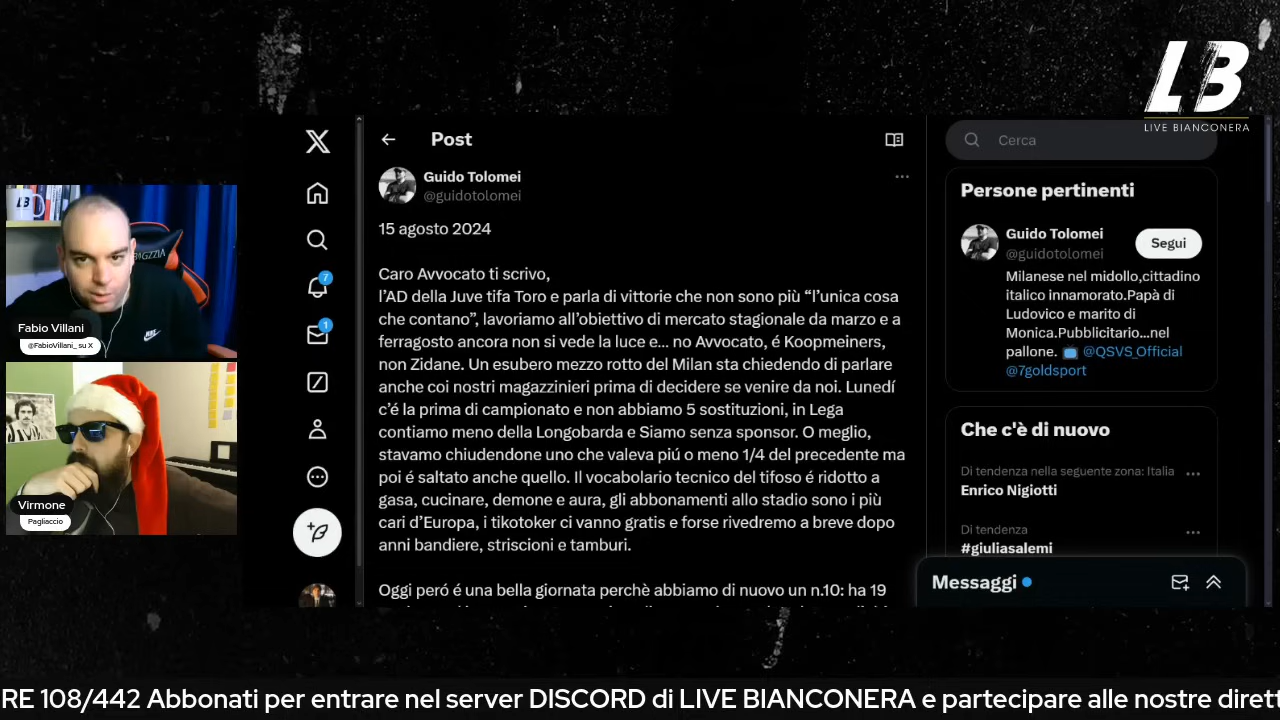 LB
LIVE BIANCONERA
Post
Cerca
Guido Tolomei
@guidotolomei
15 agosto 2024
Caro Avvocato ti scrivo,
l’AD della Juve tifa Toro e parla di vittorie che non sono più “l’unica cosa
che contano”, lavoriamo all’obiettivo di mercato stagionale da marzo e a
ferragosto ancora non si vede la luce e... no Avvocato, é Koopmeiners,
non Zidane. Un esubero mezzo rotto del Milan sta chiedendo di parlare
anche coi nostri magazzinieri prima di decidere se venire da noi. Lunedí
c’é la prima di campionato e non abbiamo 5 sostituzioni, in Lega
contiamo meno della Longobarda e Siamo senza sponsor. O meglio,
stavamo chiudendone uno che valeva piú o meno 1/4 del precedente ma
poi é saltato anche quello. Il vocabolario tecnico del tifoso é ridotto a
gasa, cucinare, demone e aura, gli abbonamenti allo stadio sono i più
cari d’Europa, i tikotoker ci vanno gratis e forse rivedremo a breve dopo
anni bandiere, striscioni e tamburi.
Oggi peró é una bella giornata perchè abbiamo di nuovo un n.10: ha 19
Persone pertinenti
Guido Tolomei
@guidotolomei
Segui
Milanese nel midollo,cittadino
italico innamorato.Papà di
Ludovico e marito di
Monica.Pubblicitario...nel
pallone. @QSVS_Official
@7goldsport
Che c'è di nuovo
Di tendenza nella seguente zona: Italia
Enrico Nigiotti
Di tendenza
#giuliasalemi
Messaggi
7
1
LB
Fabio Villani
@FabioVillani_ su X
Virmone
Pagliaccio
RE 108/442 Abbonati per entrare nel server DISCORD di LIVE BIANCONERA e partecipare alle nostre dirett